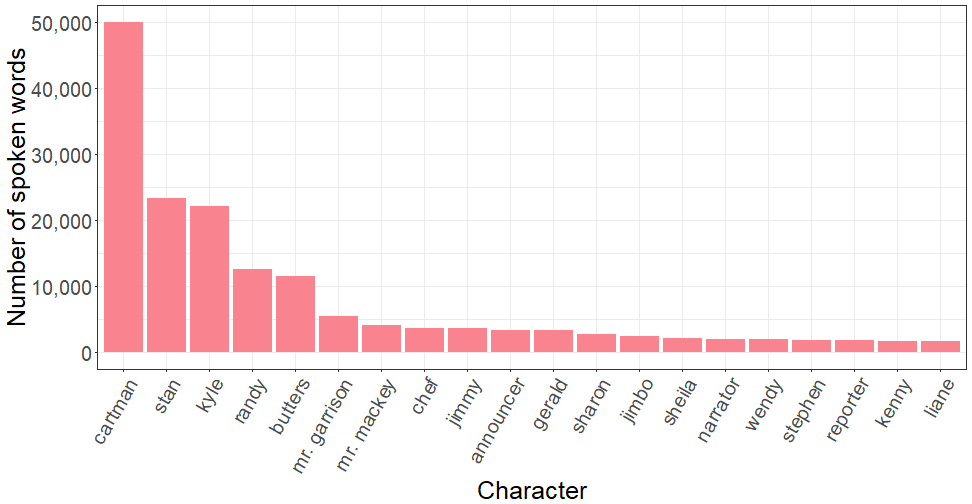 Number of spoken words
50,000
40,000
30,000
20,000
10,000
0
cartman
stan
kyle
randy
butters
mr. garrison
mr. mackey
chef
jimmy
announcer
gerald
sharon
jimbo
sheila
narrator
wendy
stephen
reporter
kenny
liane
Character